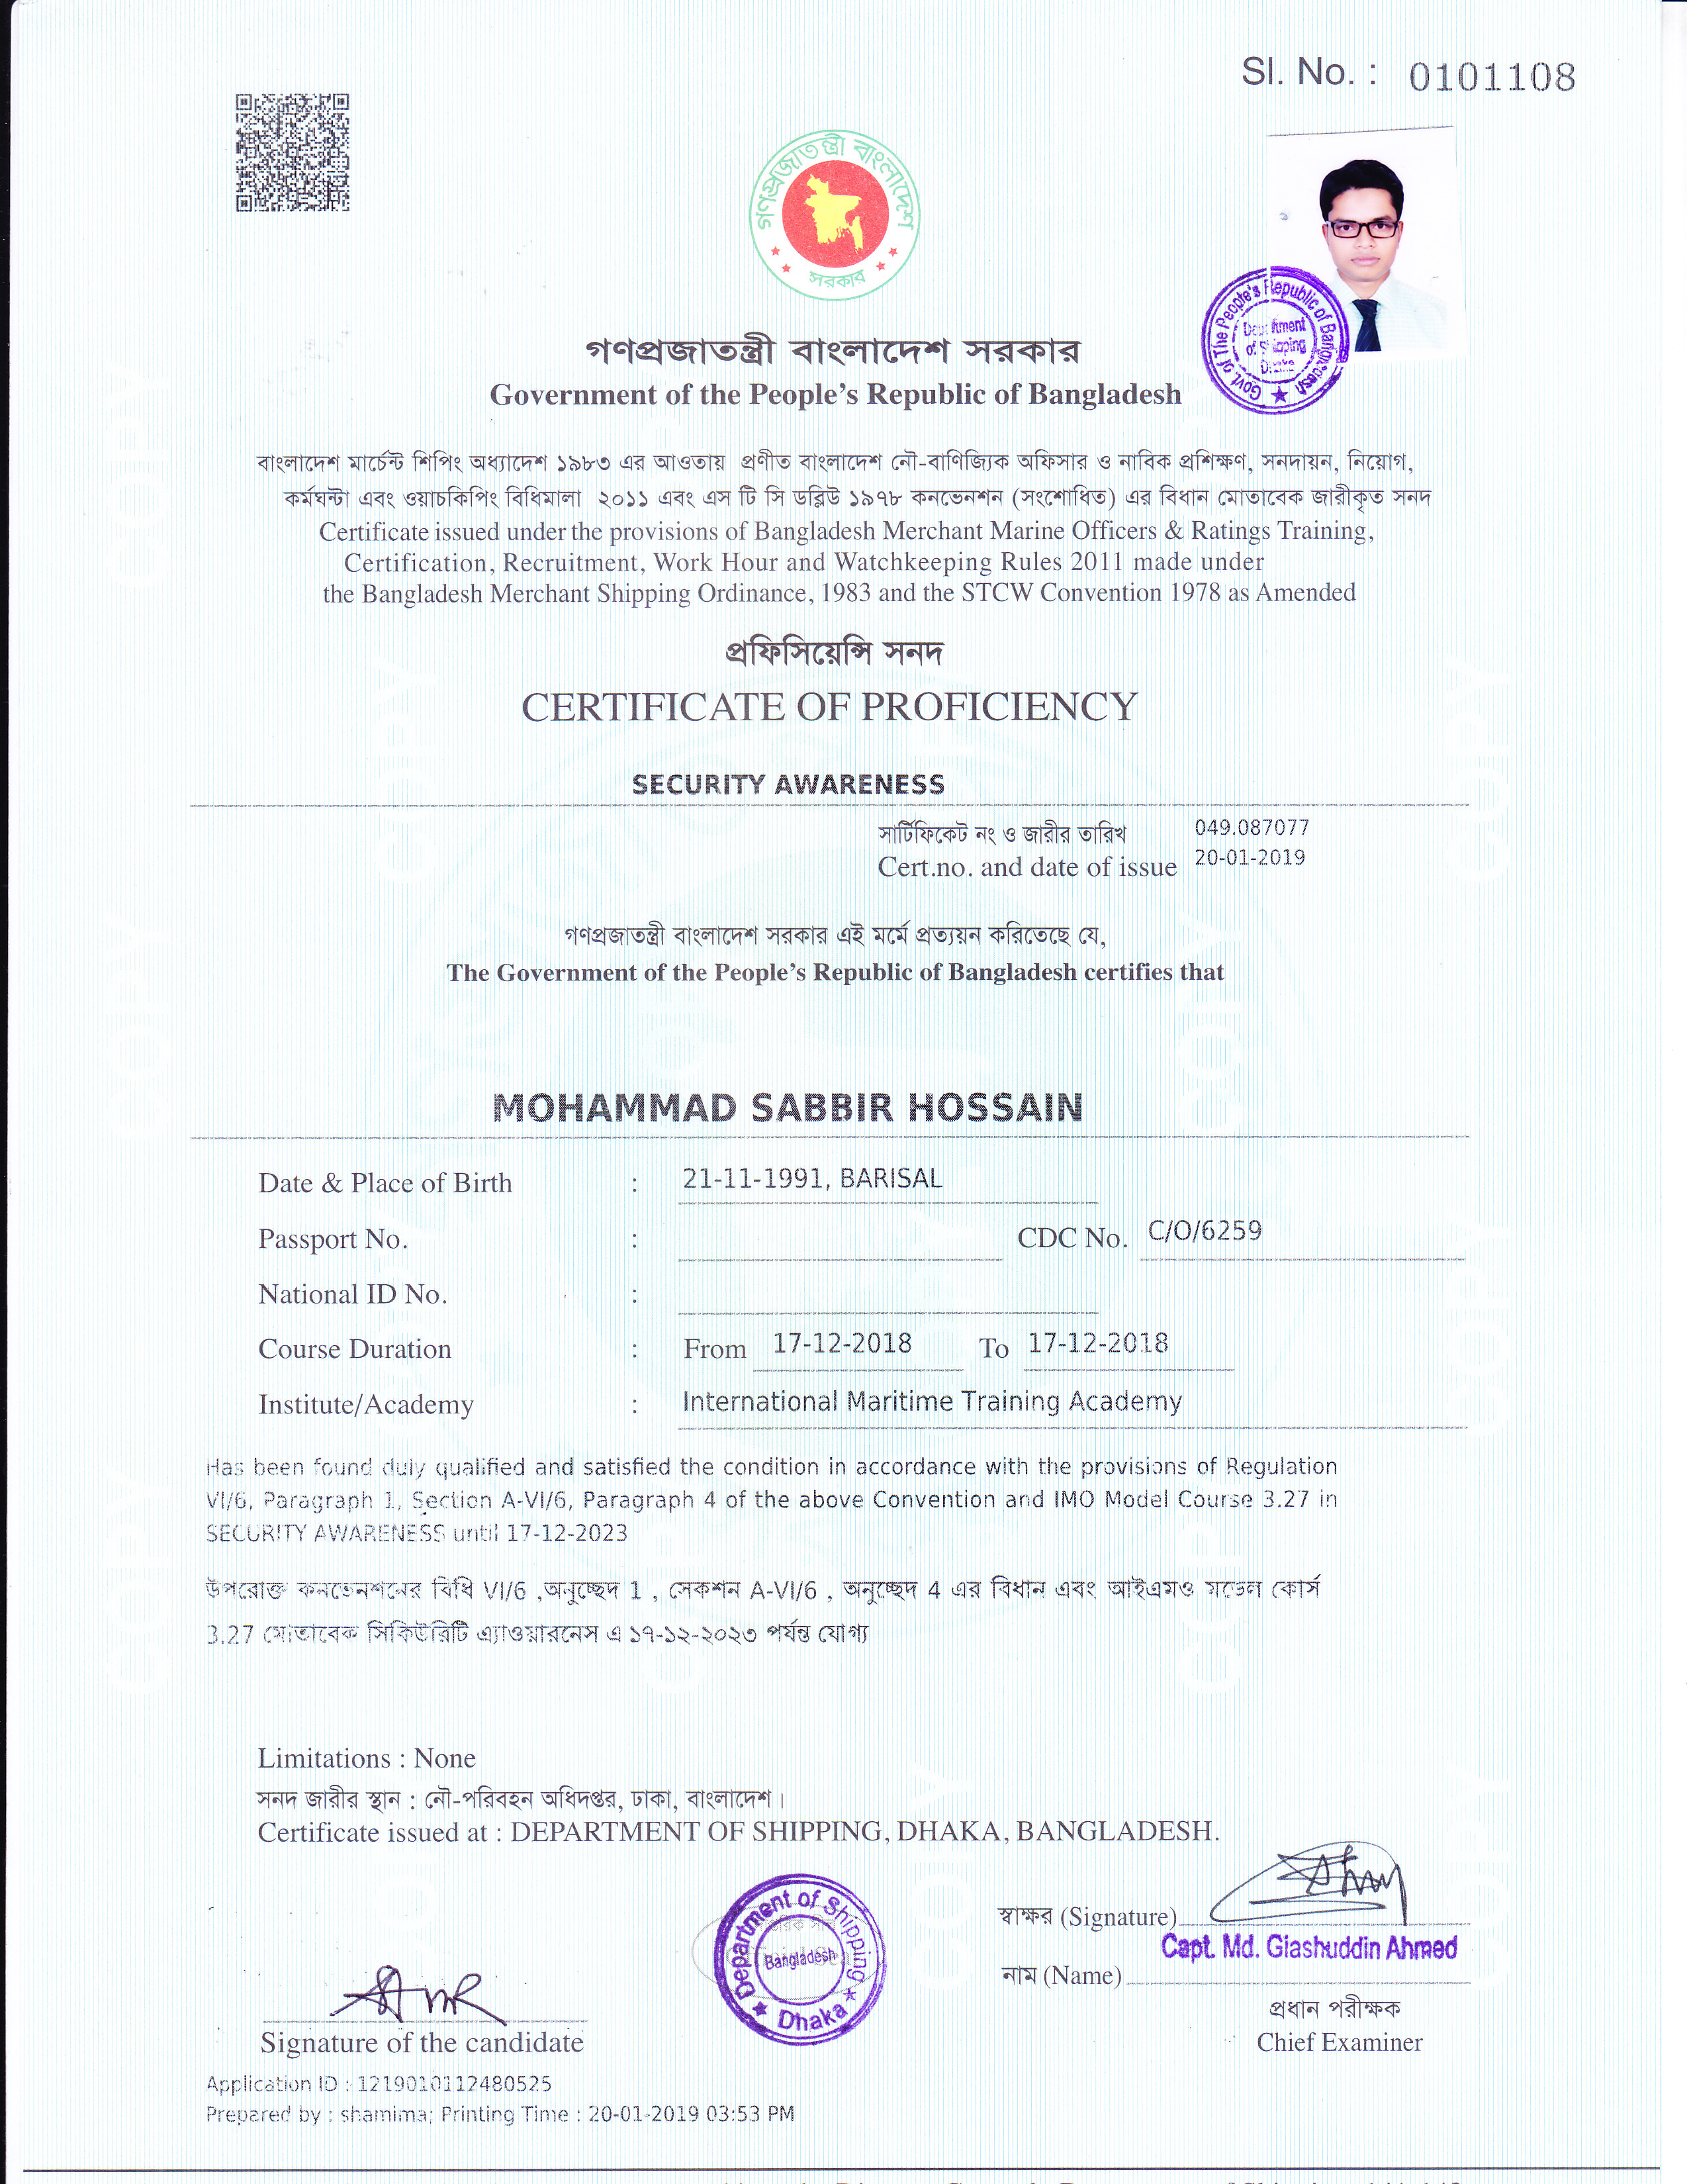 Sl. No. : 0101108
গণপ্রজাতন্ত্রী বাংলাদেশ
সরকার
Govt. of The People's Republic of Bangladesh
Department
of Shipping
Dhaka
গণপ্রজাতন্ত্রী বাংলাদেশ সরকার
Government of the People's Republic of Bangladesh
বাংলাদেশ মার্চেন্ট শিপিং অধ্যাদেশ ১৯৮৩ এর আওতায় প্রণীত বাংলাদেশ নৌ-বাণিজ্যিক অফিসার ও নাবিক প্রশিক্ষণ, সনদায়ন, নিয়োগ,
কর্মঘন্টা এবং ওয়াচকিপিং বিধিমালা ২০১১ এবং এস টি সি ডব্লিউ ১৯৭৮ কনভেনশন (সংশোধিত) এর বিধান মোতাবেক জারীকৃত সনদ
Certificate issued under the provisions of Bangladesh Merchant Marine Officers & Ratings Training,
Certification, Recruitment, Work Hour and Watchkeeping Rules 2011 made under
the Bangladesh Merchant Shipping Ordinance, 1983 and the STCW Convention 1978 as Amended
প্রফিসিয়েন্সি সনদ
CERTIFICATE OF PROFICIENCY
SECURITY AWARENESS
সার্টিফিকেট নং ও জারীর তারিখ 049.087077
Cert.no. and date of issue 20-01-2019
গণপ্রজাতন্ত্রী বাংলাদেশ সরকার এই মর্মে প্রত্যয়ন করিতেছে যে,
The Government of the People's Republic of Bangladesh certifies that
MOHAMMAD SABBIR HOSSAIN
Date & Place of Birth : 21-11-1991, BARISAL
Passport No. : CDC No. C/O/6259
National ID No. :
Course Duration : From 17-12-2018 To 17-12-2018
Institute/Academy : International Maritime Training Academy
Has been found duly qualified and satisfied the condition in accordance with the provisions of Regulation
VI/6, Paragraph 1, Section A-VI/6, Paragraph 4 of the above Convention and IMO Model Course 3.27 in
SECURITY AWARENESS until 17-12-2023
উপরোক্ত কনভেনশনের বিধি VI/6 ,অনুচ্ছেদ 1 , সেকশন A-VI/6 , অনুচ্ছেদ 4 এর বিধান এবং আইএমও মডেল কোর্স
3.27 মোতাবেক সিকিউরিটি এ্যাওয়ারনেস এ ১৭-১২-২০২৩ পর্যন্ত যোগ্য
Limitations : None
সনদ জারীর স্থান : নৌ-পরিবহন অধিদপ্তর, ঢাকা, বাংলাদেশ।
Certificate issued at : DEPARTMENT OF SHIPPING, DHAKA, BANGLADESH.
Department of Shipping
Bangladesh
Dhaka
স্বাক্ষর (Signature)
Capt. Md. Giashuddin Ahmed
নাম (Name)
প্রধান পরীক্ষক
Chief Examiner
Signature of the candidate
Application ID : 1219010112480525
Prepared by : shamima; Printing Time : 20-01-2019 03:53 PM